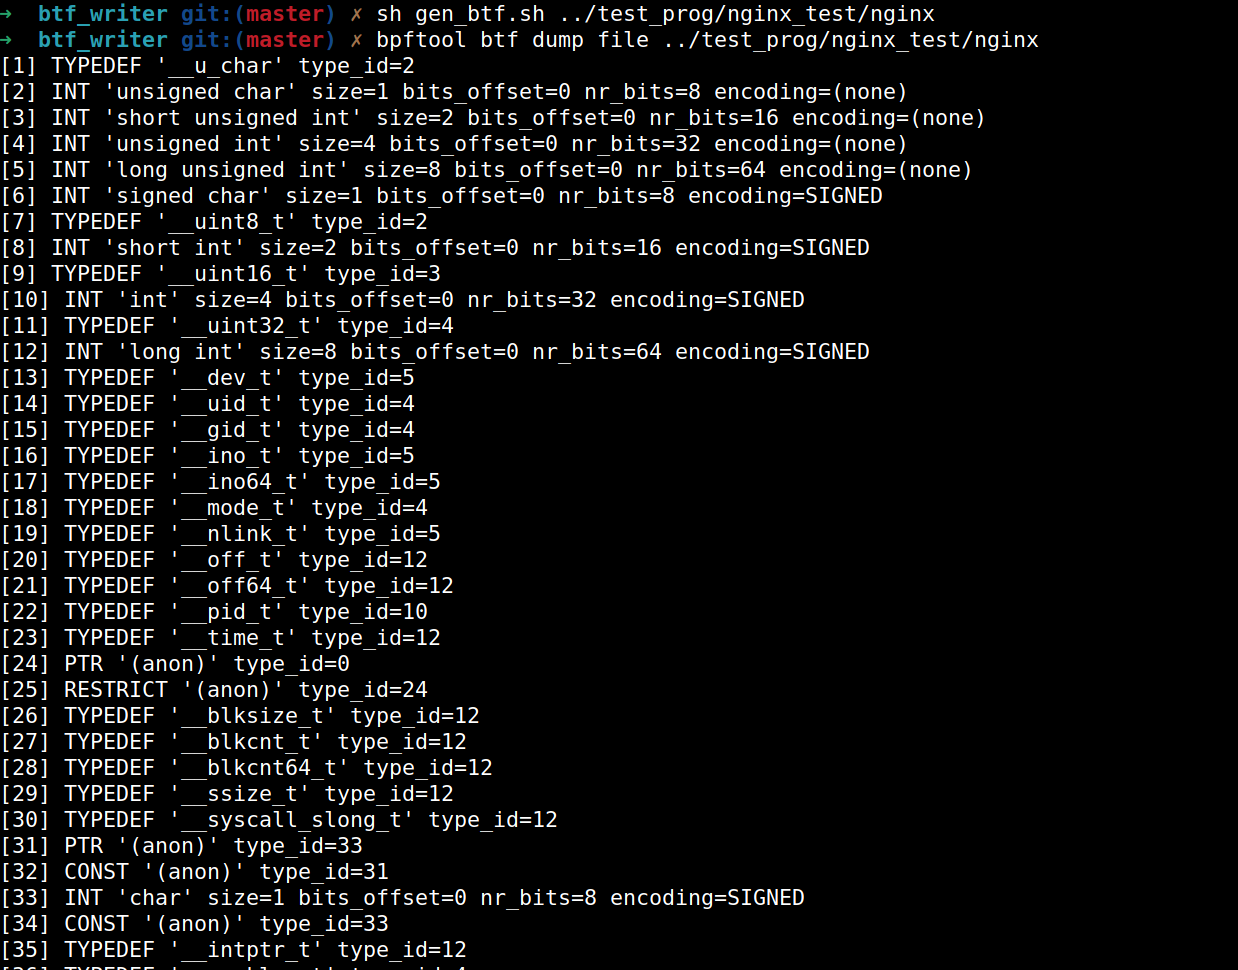 → btf_writer git:(master) ✗ sh gen_btf.sh ../test_prog/nginx_test/nginx
→ btf_writer git:(master) ✗ bpftool btf dump file ../test_prog/nginx_test/nginx
[1] TYPEDEF '__u_char' type_id=2
[2] INT 'unsigned char' size=1 bits_offset=0 nr_bits=8 encoding=(none)
[3] INT 'short unsigned int' size=2 bits_offset=0 nr_bits=16 encoding=(none)
[4] INT 'unsigned int' size=4 bits_offset=0 nr_bits=32 encoding=(none)
[5] INT 'long unsigned int' size=8 bits_offset=0 nr_bits=64 encoding=(none)
[6] INT 'signed char' size=1 bits_offset=0 nr_bits=8 encoding=SIGNED
[7] TYPEDEF '__uint8_t' type_id=2
[8] INT 'short int' size=2 bits_offset=0 nr_bits=16 encoding=SIGNED
[9] TYPEDEF '__uint16_t' type_id=3
[10] INT 'int' size=4 bits_offset=0 nr_bits=32 encoding=SIGNED
[11] TYPEDEF '__uint32_t' type_id=4
[12] INT 'long int' size=8 bits_offset=0 nr_bits=64 encoding=SIGNED
[13] TYPEDEF '__dev_t' type_id=5
[14] TYPEDEF '__uid_t' type_id=4
[15] TYPEDEF '__gid_t' type_id=4
[16] TYPEDEF '__ino_t' type_id=5
[17] TYPEDEF '__ino64_t' type_id=5
[18] TYPEDEF '__mode_t' type_id=4
[19] TYPEDEF '__nlink_t' type_id=5
[20] TYPEDEF '__off_t' type_id=12
[21] TYPEDEF '__off64_t' type_id=12
[22] TYPEDEF '__pid_t' type_id=10
[23] TYPEDEF '__time_t' type_id=12
[24] PTR '(anon)' type_id=0
[25] RESTRICT '(anon)' type_id=24
[26] TYPEDEF '__blksize_t' type_id=12
[27] TYPEDEF '__blkcnt_t' type_id=12
[28] TYPEDEF '__blkcnt64_t' type_id=12
[29] TYPEDEF '__ssize_t' type_id=12
[30] TYPEDEF '__syscall_slong_t' type_id=12
[31] PTR '(anon)' type_id=33
[32] CONST '(anon)' type_id=31
[33] INT 'char' size=1 bits_offset=0 nr_bits=8 encoding=SIGNED
[34] CONST '(anon)' type_id=33
[35] TYPEDEF '__intptr_t' type_id=12